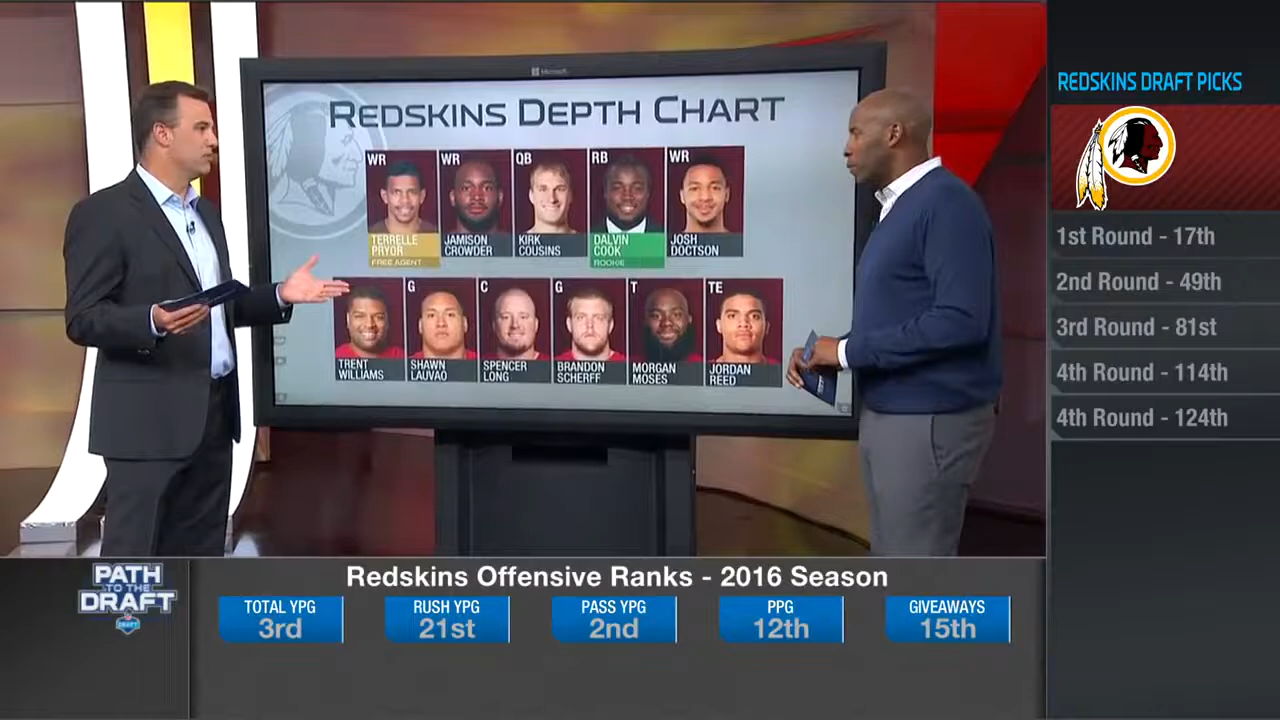 Microsoft
REDSKINS DEPTH CHART
WR
WR
QB
RB
WR
TERRELLE
PRYOR
FREE AGENT
JAMISON
CROWDER
KIRK
COUSINS
DALVIN
COOK
ROOKIE
JOSH
DOCTSON
G
C
G
T
TE
TRENT
WILLIAMS
SHAWN
LAUVAO
SPENCER
LONG
BRANDON
SCHERFF
MORGAN
MOSES
JORDAN
REED
REDSKINS DRAFT PICKS
1st Round - 17th
2nd Round - 49th
3rd Round - 81st
4th Round - 114th
4th Round - 124th
PATH
TO THE
DRAFT
DRAFT
Redskins Offensive Ranks - 2016 Season
TOTAL YPG
3rd
RUSH YPG
21st
PASS YPG
2nd
PPG
12th
GIVEAWAYS
15th